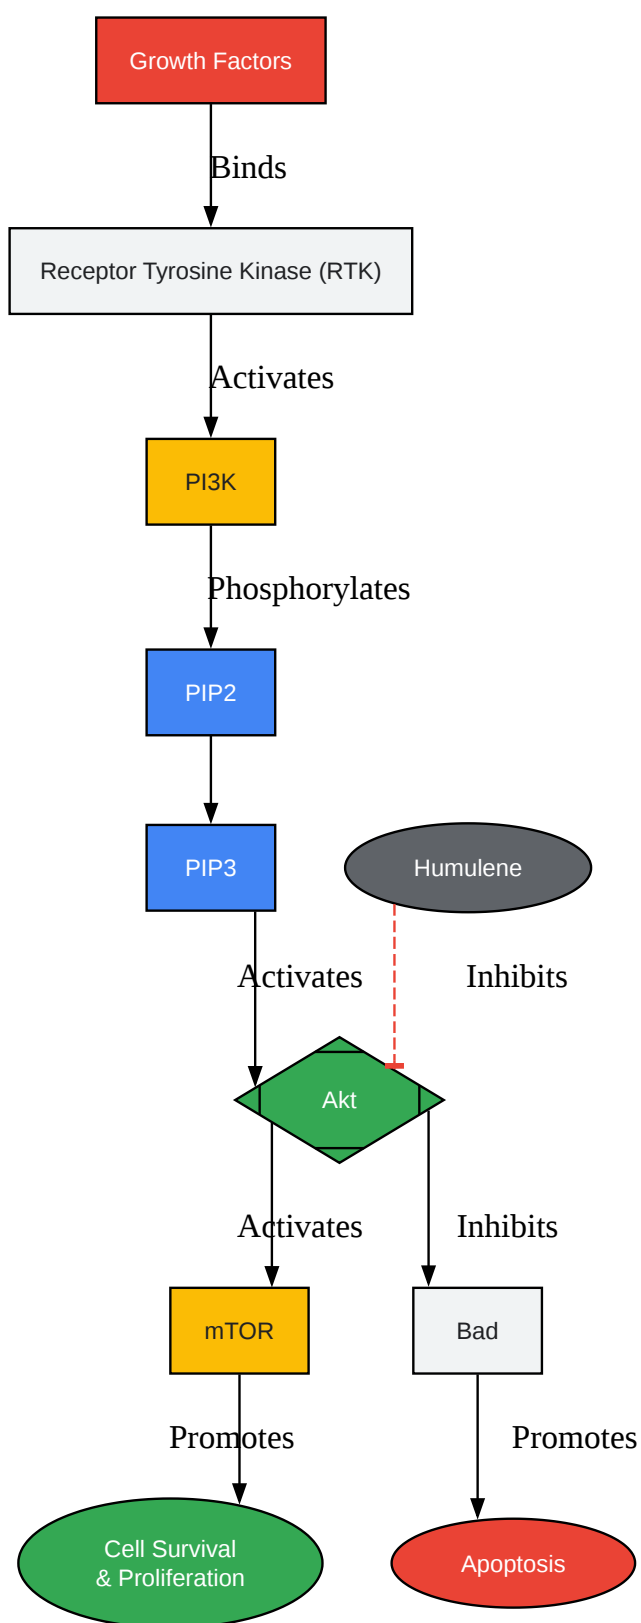 Growth Factors
Binds
Receptor Tyrosine Kinase (RTK)
Activates
PI3K
Phosphorylates
PIP2
PIP3
Humulene
Activates
Inhibits
Akt
Activates
Inhibits
mTOR
Bad
Promotes
Promotes
Cell Survival
& Proliferation
Apoptosis